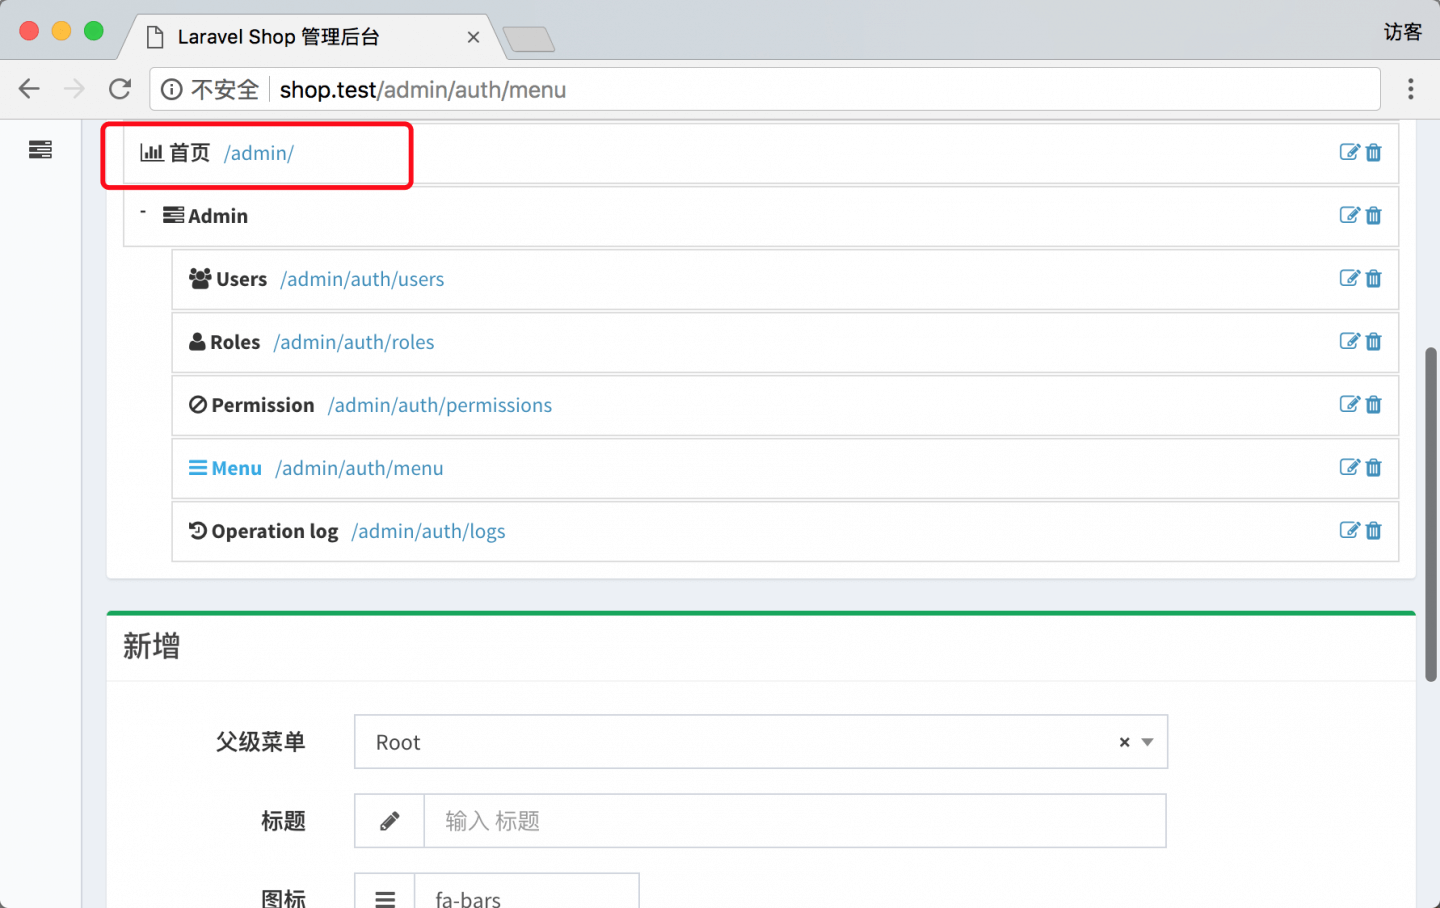 Laravel Shop 管理后台
访客
不安全 shop.test/admin/auth/menu
首页 /admin/
Admin
Users /admin/auth/users
Roles /admin/auth/roles
Permission /admin/auth/permissions
Menu /admin/auth/menu
Operation log /admin/auth/logs
新增
父级菜单 Root
标题 输入 标题
图标 fa-bars